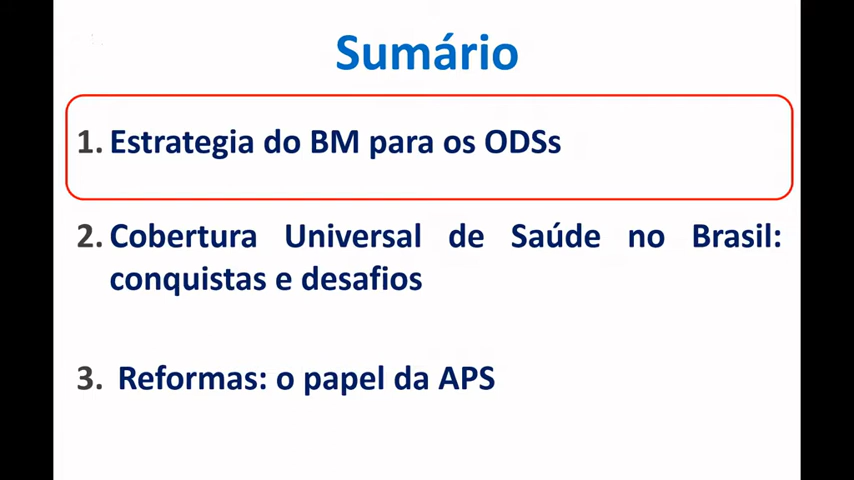 Sumário
1. Estrategia do BM para os ODSs
2. Cobertura Universal de Saúde no Brasil:
conquistas e desafios
3. Reformas: o papel da APS